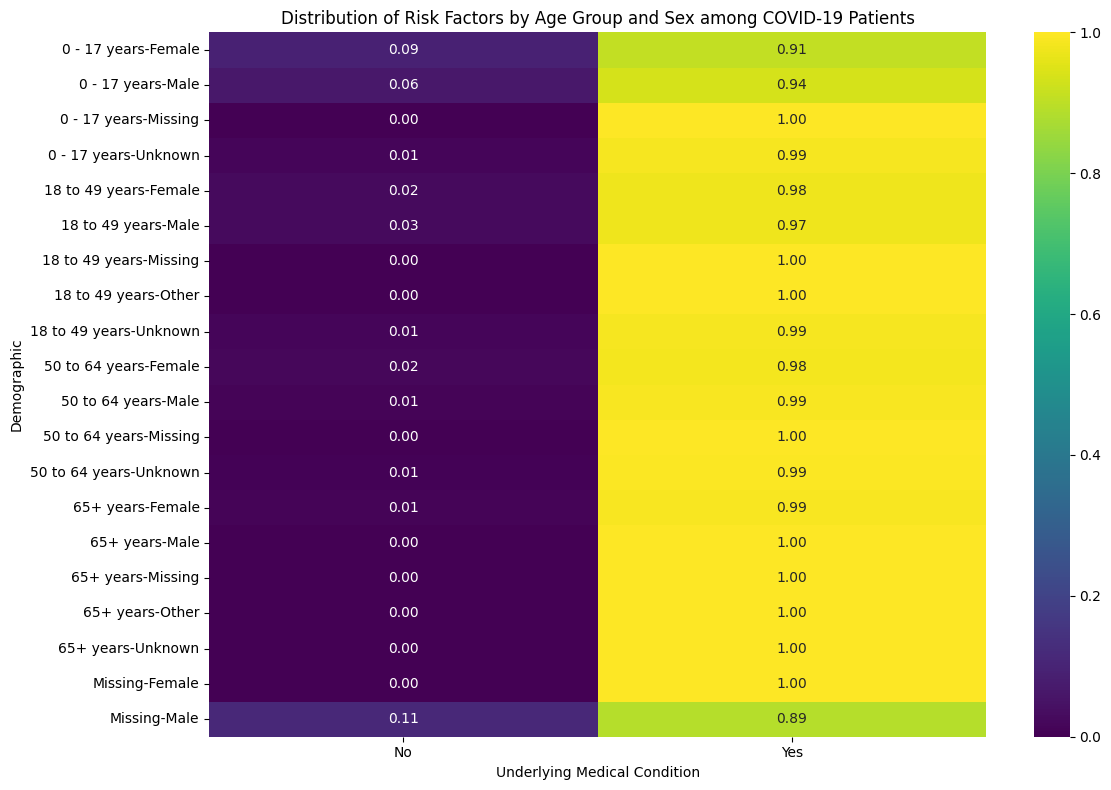 Distribution of Risk Factors by Age Group and Sex among COVID-19 Patients
0 - 17 years-Female 0.09 0.91
0 - 17 years-Male 0.06 0.94
0 - 17 years-Missing 0.00 1.00
0 - 17 years-Unknown 0.01 0.99
18 to 49 years-Female 0.02 0.98
18 to 49 years-Male 0.03 0.97
18 to 49 years-Missing 0.00 1.00
18 to 49 years-Other 0.00 1.00
18 to 49 years-Unknown 0.01 0.99
50 to 64 years-Female 0.02 0.98
50 to 64 years-Male 0.01 0.99
50 to 64 years-Missing 0.00 1.00
50 to 64 years-Unknown 0.01 0.99
65+ years-Female 0.01 0.99
65+ years-Male 0.00 1.00
65+ years-Missing 0.00 1.00
65+ years-Other 0.00 1.00
65+ years-Unknown 0.00 1.00
Missing-Female 0.00 1.00
Missing-Male 0.11 0.89
No Yes
Underlying Medical Condition
Demographic
1.0
0.8
0.6
0.4
0.2
0.0